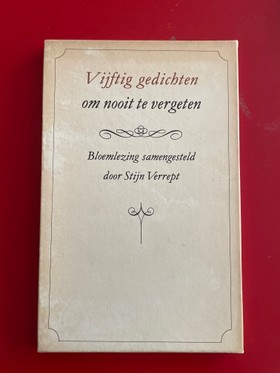 Vijftig gedichten
om nooit te vergeten
Bloemlezing samengesteld
door Stijn Verrept